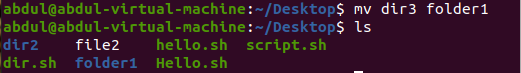 abdul@abdul-virtual-machine:~/Desktop$ mv dir3 folder1
abdul@abdul-virtual-machine:~/Desktop$ ls
dir2 file2 hello.sh script.sh
dir.sh folder1 Hello.sh